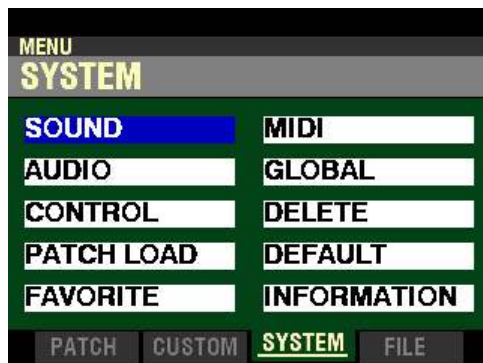 MENU
SYSTEM
SOUND
MIDI
AUDIO
GLOBAL
CONTROL
DELETE
PATCH LOAD
DEFAULT
FAVORITE
INFORMATION
PATCH
CUSTOM
SYSTEM
FILE